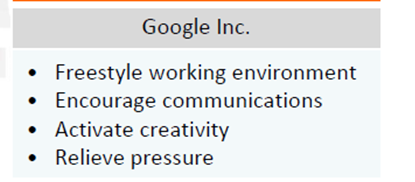 Google Inc.
• Freestyle working environment
• Encourage communications
• Activate creativity
• Relieve pressure